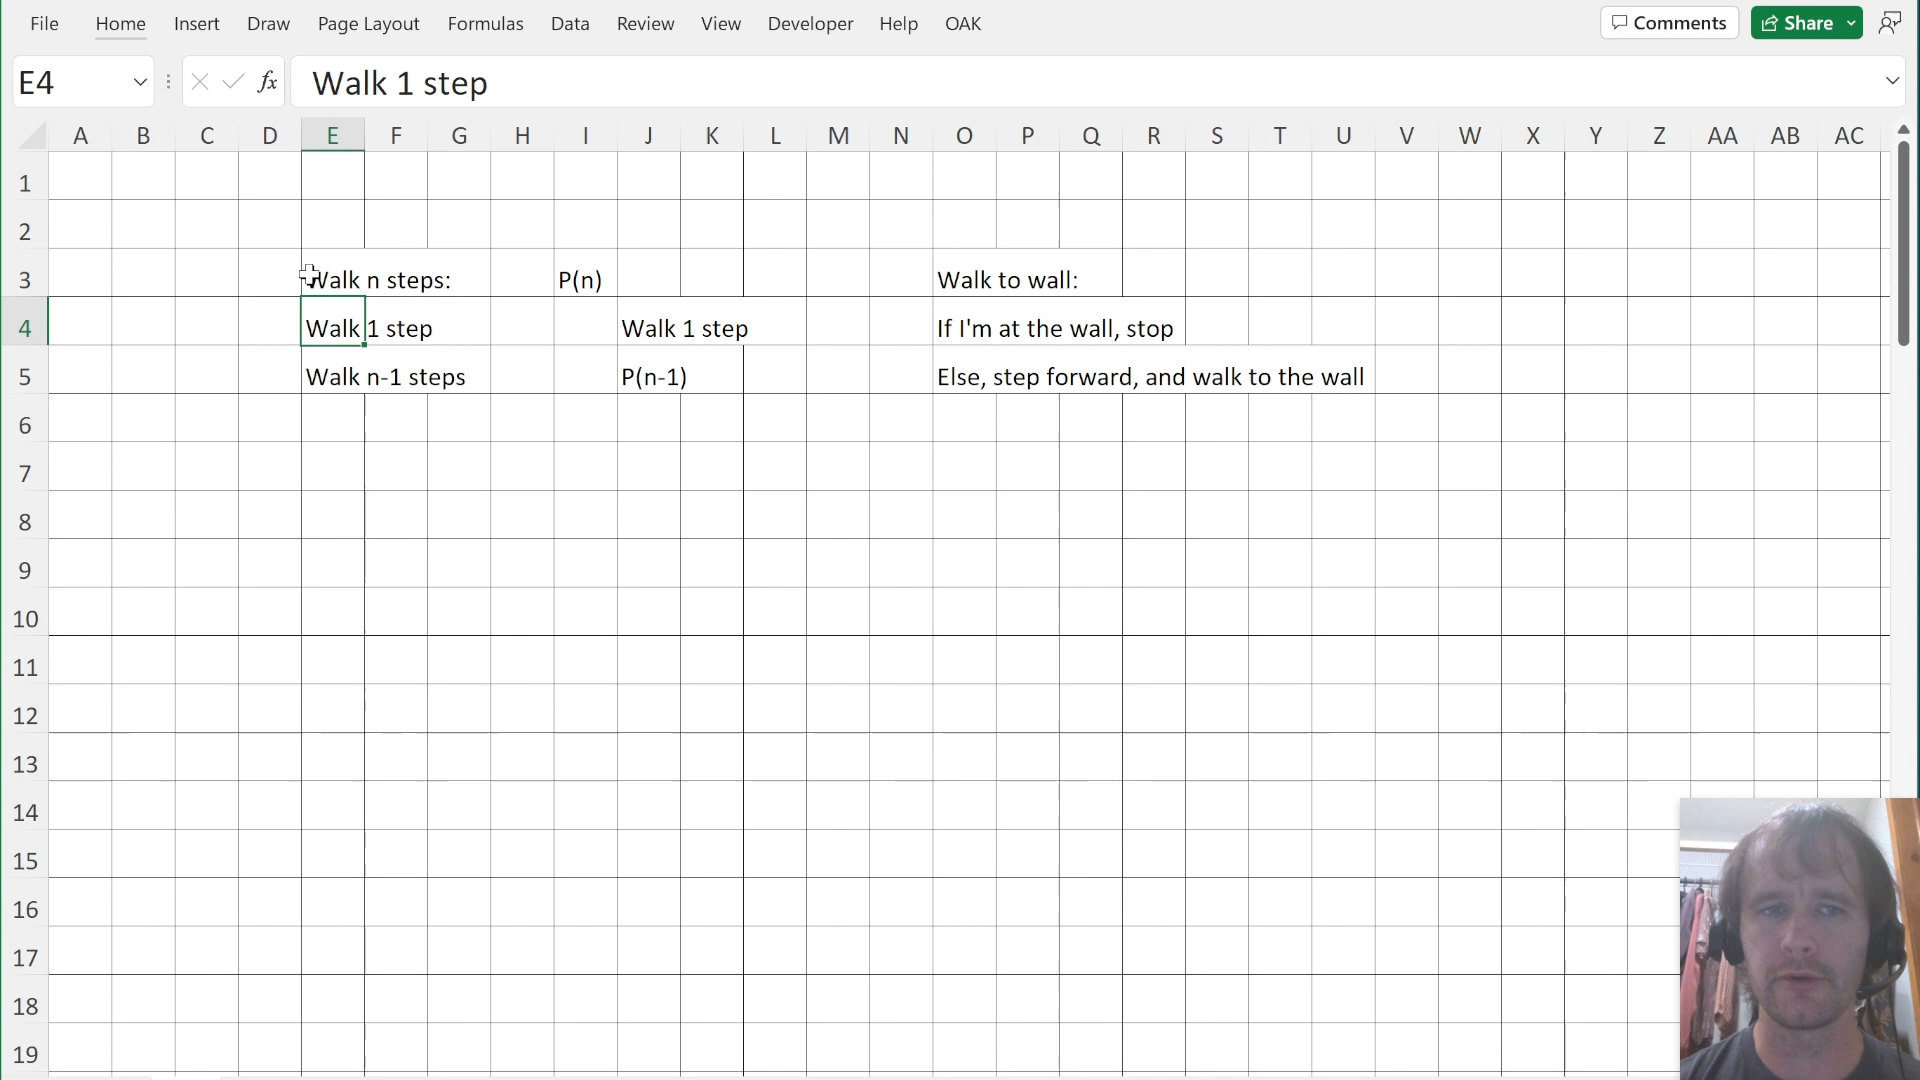 File Home Insert Draw Page Layout Formulas Data Review View Developer Help OAK Comments Share
E4 fx Walk 1 step
A B C D E F G H I J K L M N O P Q R S T U V W X Y Z AA AB AC
1
2
3 Walk n steps: P(n) Walk to wall:
4 Walk 1 step Walk 1 step If I'm at the wall, stop
5 Walk n-1 steps P(n-1) Else, step forward, and walk to the wall
6
7
8
9
10
11
12
13
14
15
16
17
18
19